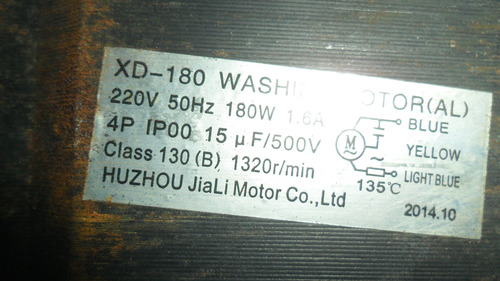 XD-180 WASHI OTOR(AL)
220V 50Hz 180W 1.6A
4P IP00 15 μF/500V
Class 130 (B) 1320r/min
HUZHOU JiaLi Motor Co.,Ltd
M
BLUE
YELLOW
LIGHT BLUE
135℃
2014.10